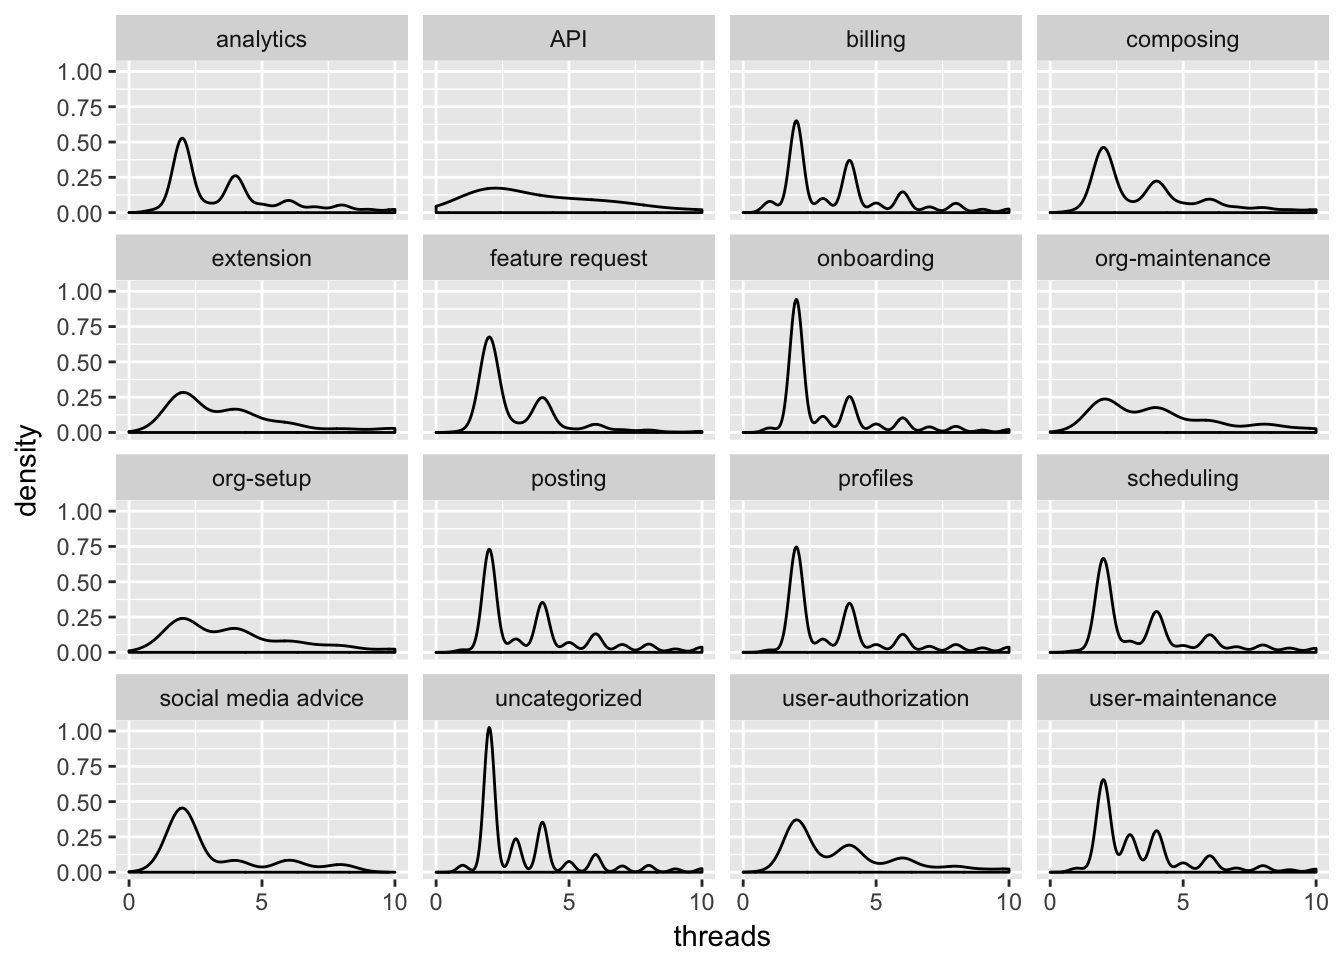 analytics API billing composing
1.00
0.75
0.50
0.25
0.00
extension feature request onboarding org-maintenance
1.00
0.75
0.50
0.25
0.00
density
org-setup posting profiles scheduling
1.00
0.75
0.50
0.25
0.00
social media advice uncategorized user-authorization user-maintenance
1.00
0.75
0.50
0.25
0.00
0 5 10 0 5 10 0 5 10 0 5 10
threads